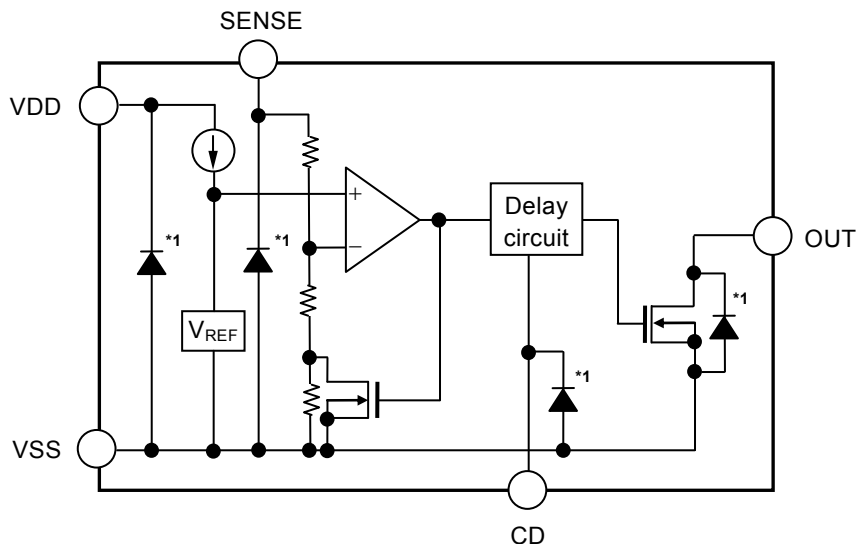 SENSE
VDD
*1
*1
+
−
Delay
circuit
OUT
*1
VREF
*1
VSS
CD